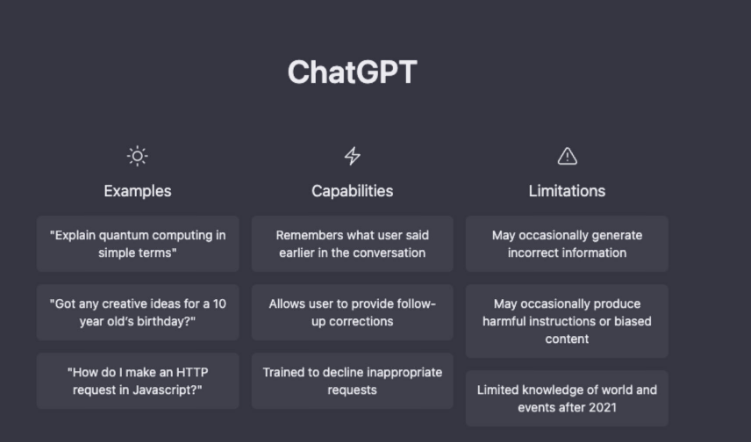 ChatGPT
Examples
"Explain quantum computing in
simple terms"
"Got any creative ideas for a 10
year old's birthday?"
"How do I make an HTTP
request in Javascript?"
Capabilities
Remembers what user said
earlier in the conversation
Allows user to provide follow-
up corrections
Trained to decline inappropriate
requests
Limitations
May occasionally generate
incorrect information
May occasionally produce
harmful instructions or biased
content
Limited knowledge of world and
events after 2021